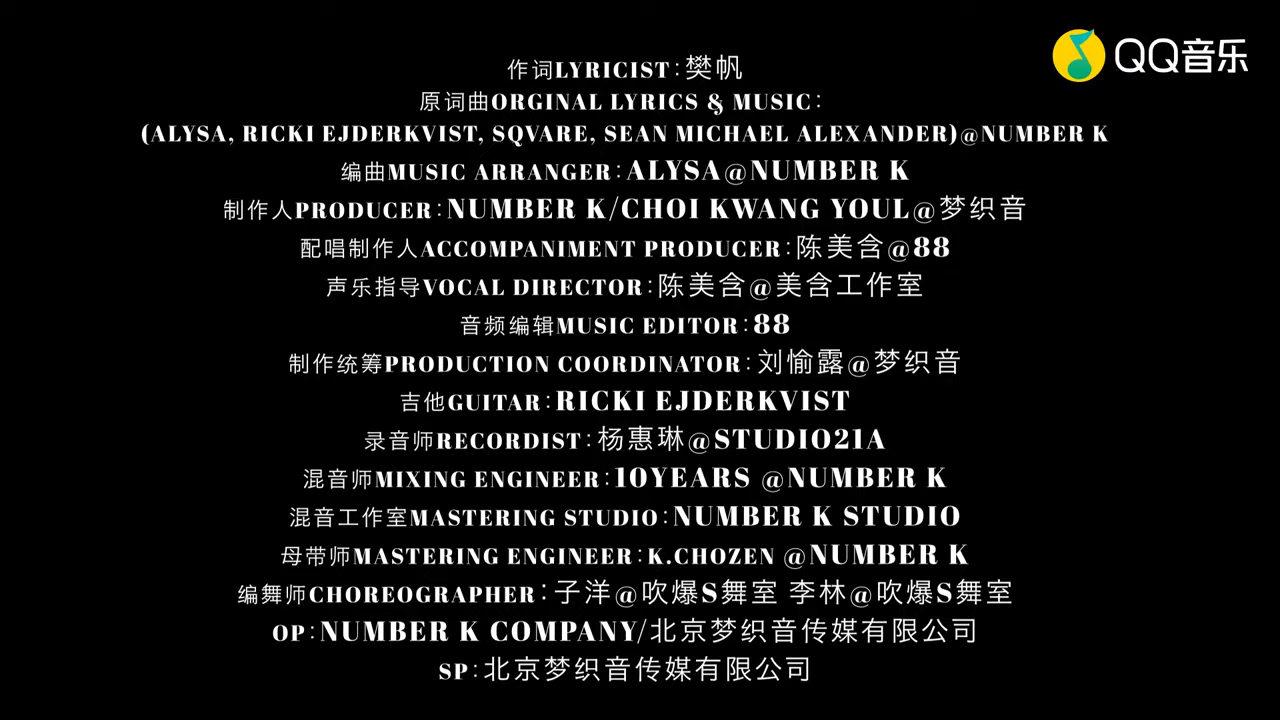 QQ音乐
作词LYRICIST:樊帆
原词曲ORGINAL LYRICS & MUSIC:
(ALYSA, RICKI EJDERKVIST, SQVARE, SEAN MICHAEL ALEXANDER)@NUMBER K
编曲MUSIC ARRANGER:ALYSA@NUMBER K
制作人PRODUCER:NUMBER K/CHOI KWANG YOUL@梦织音
配唱制作人ACCOMPANIMENT PRODUCER:陈美含@88
声乐指导VOCAL DIRECTOR:陈美含@美含工作室
音频编辑MUSIC EDITOR:88
制作统筹PRODUCTION COORDINATOR:刘愉露@梦织音
吉他GUITAR:RICKI EJDERKVIST
录音师RECORDIST:杨惠琳@STUDIO21A
混音师MIXING ENGINEER:10YEARS @NUMBER K
混音工作室MASTERING STUDIO:NUMBER K STUDIO
母带师MASTERING ENGINEER:K.CHOZEN @NUMBER K
编舞师CHOREOGRAPHER:子洋@吹爆S舞室 李林@吹爆S舞室
OP:NUMBER K COMPANY/北京梦织音传媒有限公司
SP:北京梦织音传媒有限公司